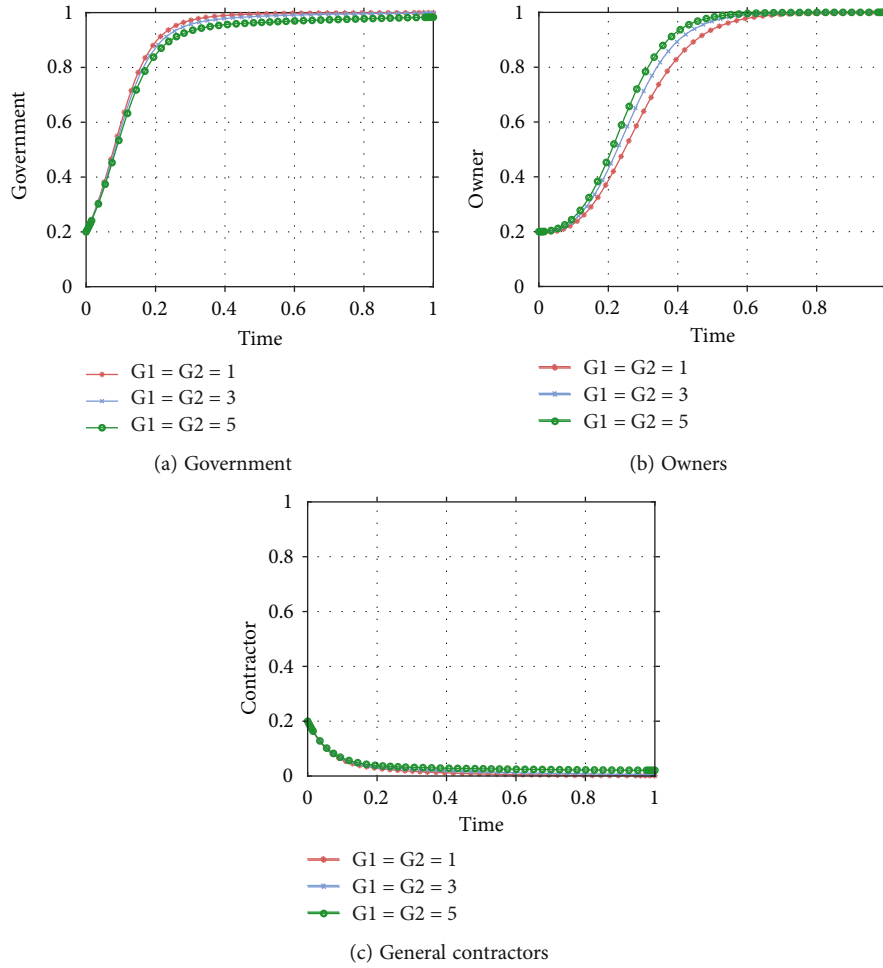 1
0.8
0.6
0.4
0.2
0
Government
0
0.2
0.4
0.6
0.8
1
Time
G1 = G2 = 1
G1 = G2 = 3
G1 = G2 = 5
(a) Government
1
0.8
0.6
0.4
0.2
0
Owner
0
0.2
0.4
0.6
0.8
1
Time
G1 = G2 = 1
G1 = G2 = 3
G1 = G2 = 5
(b) Owners
1
0.8
0.6
0.4
0.2
0
Contractor
0
0.2
0.4
0.6
0.8
1
Time
G1 = G2 = 1
G1 = G2 = 3
G1 = G2 = 5
(c) General contractors